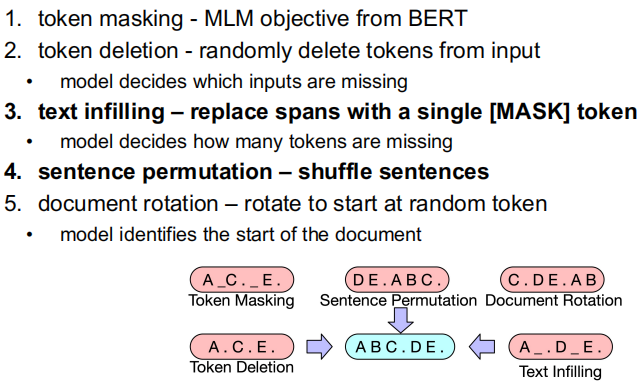 1. token masking - MLM objective from BERT
2. token deletion - randomly delete tokens from input
• model decides which inputs are missing
3. text infilling – replace spans with a single [MASK] token
• model decides how many tokens are missing
4. sentence permutation – shuffle sentences
5. document rotation – rotate to start at random token
• model identifies the start of the document
A _ C . _ E . D E . A B C . C . D E . A B
Token Masking Sentence Permutation Document Rotation
A . C . E . A B C . D E . A _ . D _ E .
Token Deletion Text Infilling